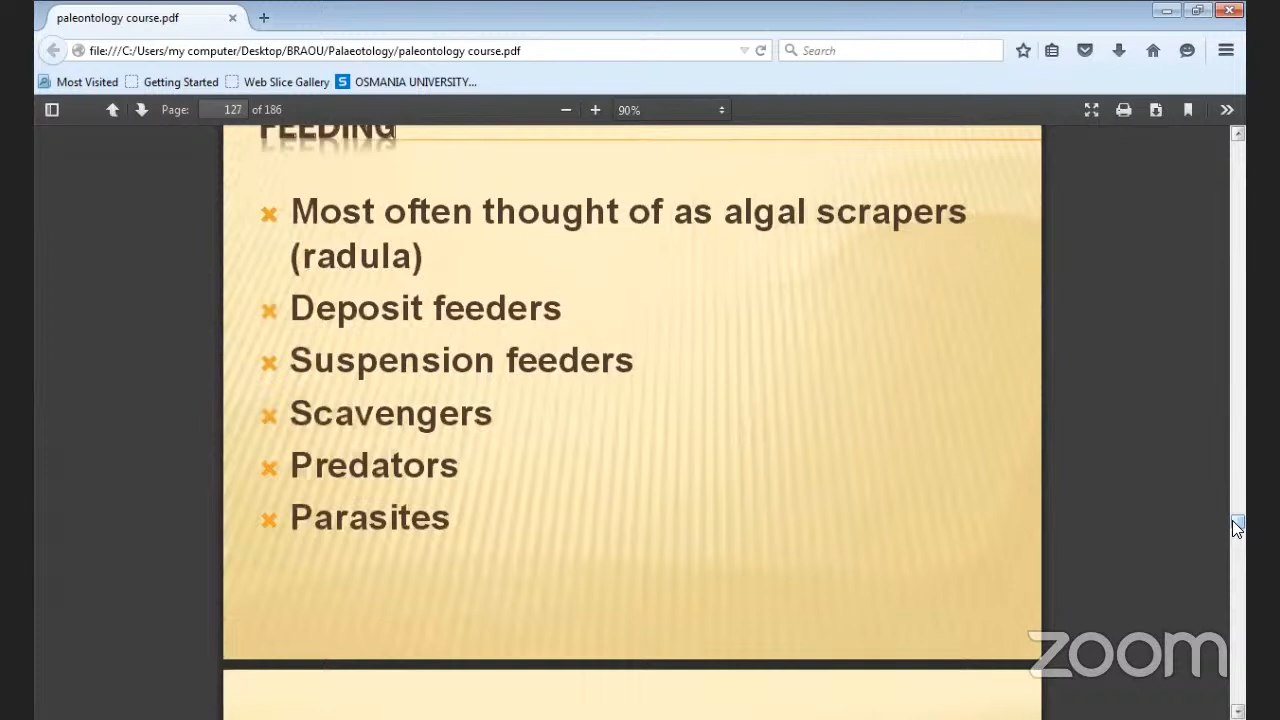 paleontology course.pdf
file:///C:/Users/my computer/Desktop/BRAOU/Palaeotology/paleontology course.pdf
Search
Most Visited
Getting Started
Web Slice Gallery
S
OSMANIA UNIVERSITY...
Page:
127
of 186
90%
FEEDING
Most often thought of as algal scrapers
(radula)
Deposit feeders
Suspension feeders
Scavengers
Predators
Parasites
zoom